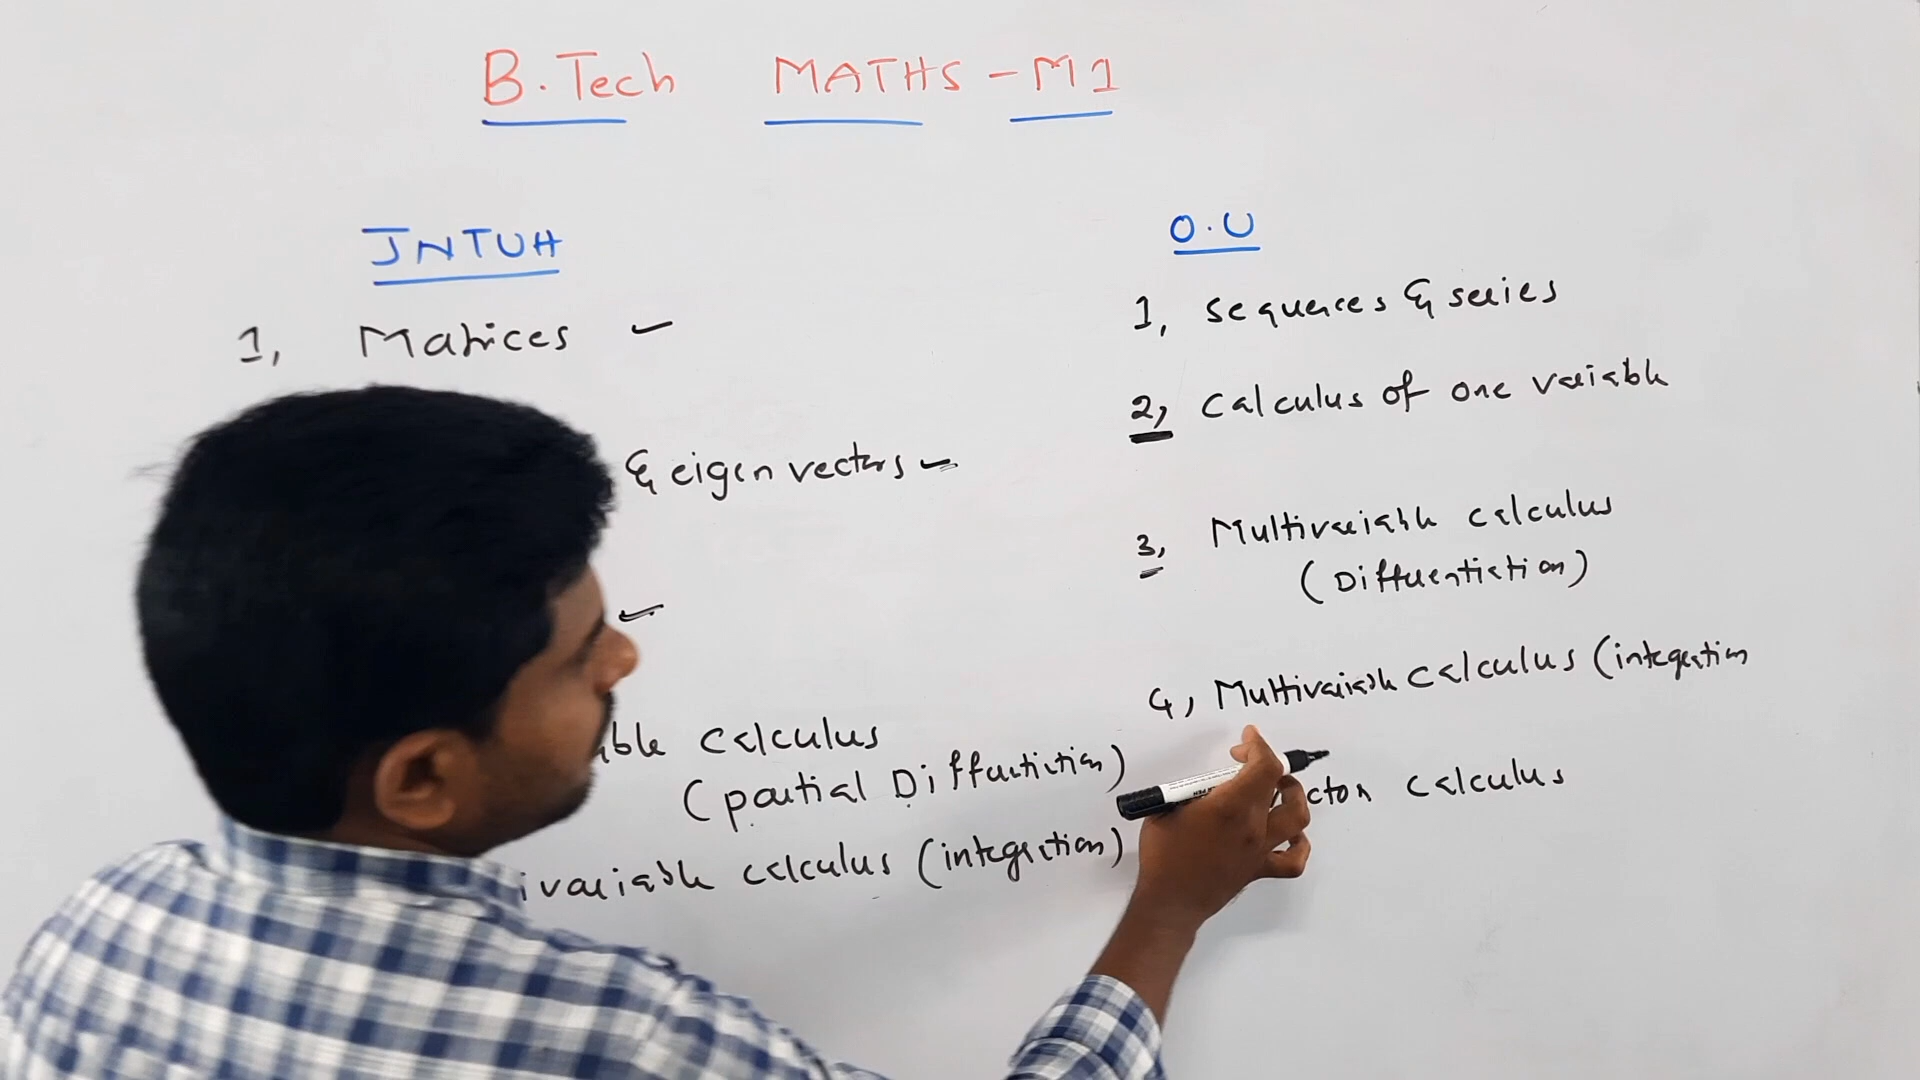 B.Tech MATHS - M1
JNTUH
1, Matrices
& eigen vectors
able calculus
(partial Differentiation)
ivariable calculus (integration)
O.U
1, sequences & series
2, Calculus of one variable
3, Multivariable calculus
(Differentiation)
4, Multivariable calculus (integration
ctor calculus